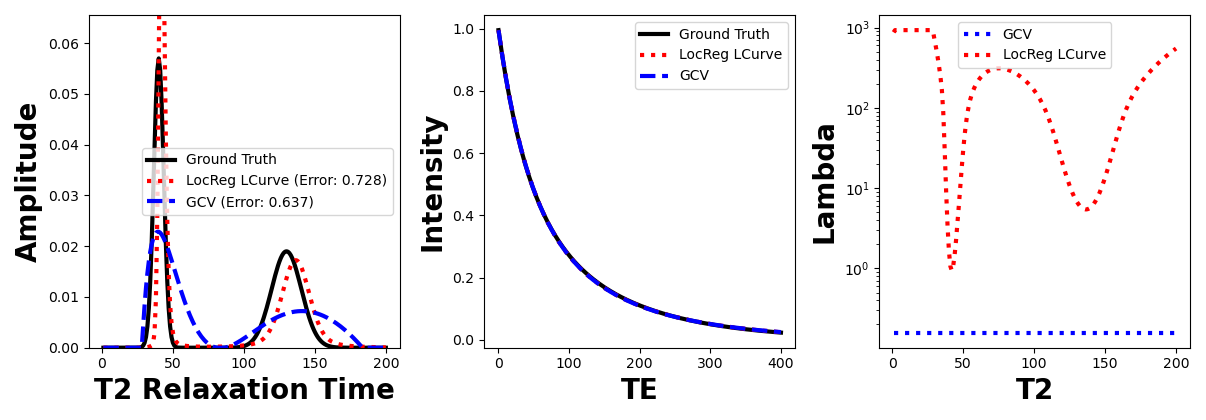 Amplitude
0.06
0.05
0.04
0.03
0.02
0.01
0.00
Ground Truth
LocReg LCurve (Error: 0.728)
GCV (Error: 0.637)
0
50
100
150
200
T2 Relaxation Time
Intensity
1.0
0.8
0.6
0.4
0.2
0.0
Ground Truth
LocReg LCurve
GCV
0
100
200
300
400
TE
Lambda
10³
10²
10¹
10⁰
GCV
LocReg LCurve
0
50
100
150
200
T2